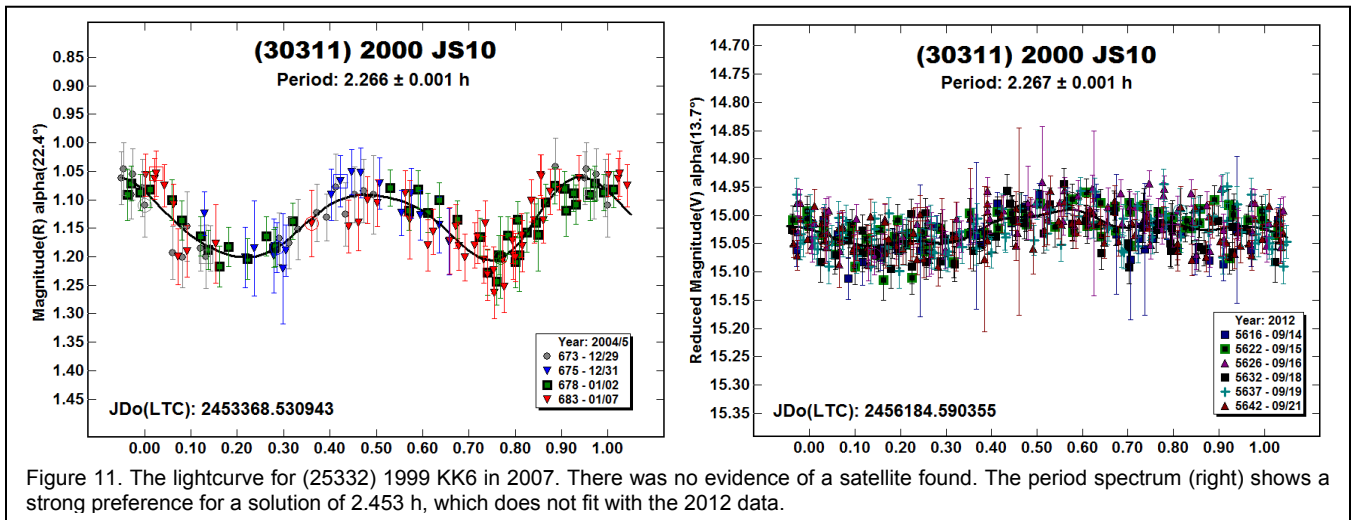 (30311) 2000 JS10
Period: 2.266 ± 0.001 h
Magnitude(R) alpha(22.4°)
0.85
0.90
0.95
1.00
1.05
1.10
1.15
1.20
1.25
1.30
1.35
1.40
1.45
Year: 2004/5
673 - 12/29
675 - 12/31
678 - 01/02
683 - 01/07
JDo(LTC): 2453368.530943
0.00 0.10 0.20 0.30 0.40 0.50 0.60 0.70 0.80 0.90 1.00
(30311) 2000 JS10
Period: 2.267 ± 0.001 h
Reduced Magnitude(V) alpha(13.7°)
14.70
14.75
14.80
14.85
14.90
14.95
15.00
15.05
15.10
15.15
15.20
15.25
15.30
15.35
Year: 2012
5616 - 09/14
5622 - 09/15
5626 - 09/16
5632 - 09/18
5637 - 09/19
5642 - 09/21
JDo(LTC): 2456184.590355
0.00 0.10 0.20 0.30 0.40 0.50 0.60 0.70 0.80 0.90 1.00
Figure 11. The lightcurve for (25332) 1999 KK6 in 2007. There was no evidence of a satellite found. The period spectrum (right) shows a
strong preference for a solution of 2.453 h, which does not fit with the 2012 data.